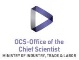 OCS-Office of the
Chief Scientist
MINISTRY OF INDUSTRY, TRADE & LABOR